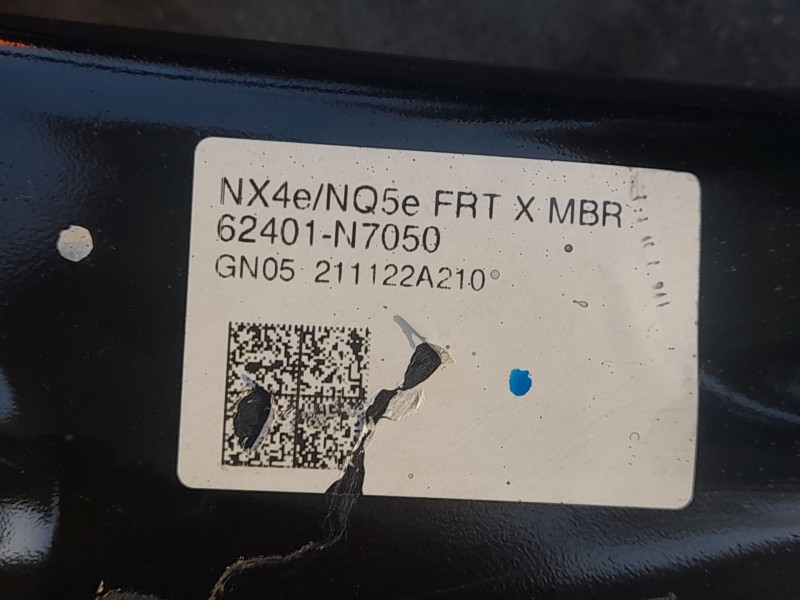 NX4e/NQ5e FRT X MBR
62401-N7050
GN05 211122A210